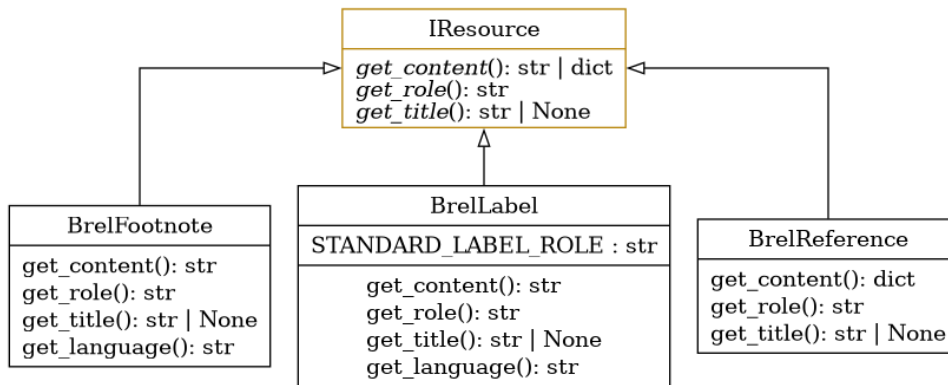 IResource
get_content(): str | dict
get_role(): str
get_title(): str | None
BrelFootnote
get_content(): str
get_role(): str
get_title(): str | None
get_language(): str
BrelLabel
STANDARD_LABEL_ROLE : str
get_content(): str
get_role(): str
get_title(): str | None
get_language(): str
BrelReference
get_content(): dict
get_role(): str
get_title(): str | None